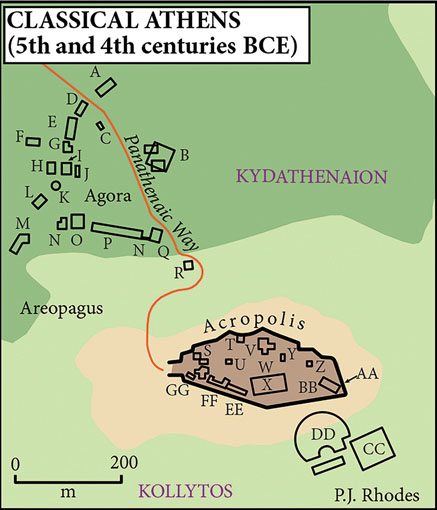 CLASSICAL ATHENS
(5th and 4th centuries BCE)
A
D
E
C
F
G
B
I
H
J
Panathenaic Way
KYDATHENAION
K
Agora
L
M
N
O
P
N
Q
R
Areopagus
Acropolis
S
T
V
Y
U
W
Z
X
BB
AA
GG
FF
EE
DD
CC
0
200
m
KOLLYTOS
P.J. Rhodes